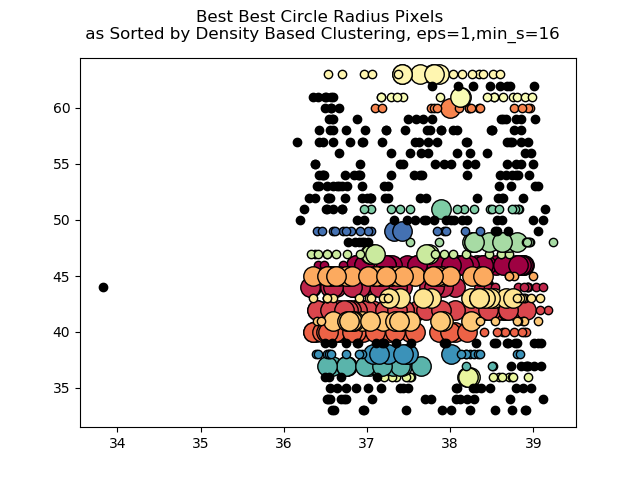 Best Best Circle Radius Pixels
as Sorted by Density Based Clustering, eps=1,min_s=16
60
55
50
45
40
35
34 35 36 37 38 39